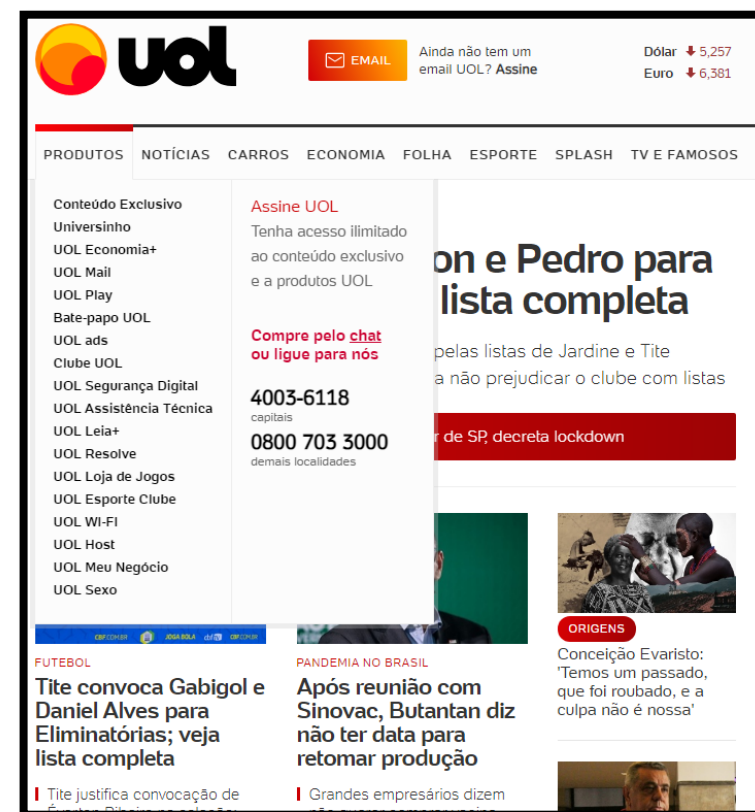 uol
EMAIL
Ainda não tem um
email UOL? Assine
Dólar 5,257
Euro 6,381
PRODUTOS NOTÍCIAS CARROS ECONOMIA FOLHA ESPORTE SPLASH TV E FAMOSOS
Conteúdo Exclusivo
Universinho
UOL Economia+
UOL Mail
UOL Play
Bate-papo UOL
UOL ads
Clube UOL
UOL Segurança Digital
UOL Assistência Técnica
UOL Leia+
UOL Resolve
UOL Loja de Jogos
UOL Esporte Clube
UOL WI-FI
UOL Host
UOL Meu Negócio
UOL Sexo
Assine UOL
Tenha acesso ilimitado
ao conteúdo exclusivo
e a produtos UOL
Compre pelo chat
ou ligue para nós
4003-6118
capitais
0800 703 3000
demais localidades
on e Pedro para
lista completa
pelas listas de Jardine e Tite
a não prejudicar o clube com listas
r de SP, decreta lockdown
CBF.COM.BR JOGA BOLA CBF.COM.BR
FUTEBOL
Tite convoca Gabigol e
Daniel Alves para
Eliminatórias; veja
lista completa
Tite justifica convocação de
PANDEMIA NO BRASIL
Após reunião com
Sinovac, Butantan diz
não ter data para
retomar produção
Grandes empresários dizem
ORIGENS
Conceição Evaristo:
'Temos um passado,
que foi roubado, e a
culpa não é nossa'